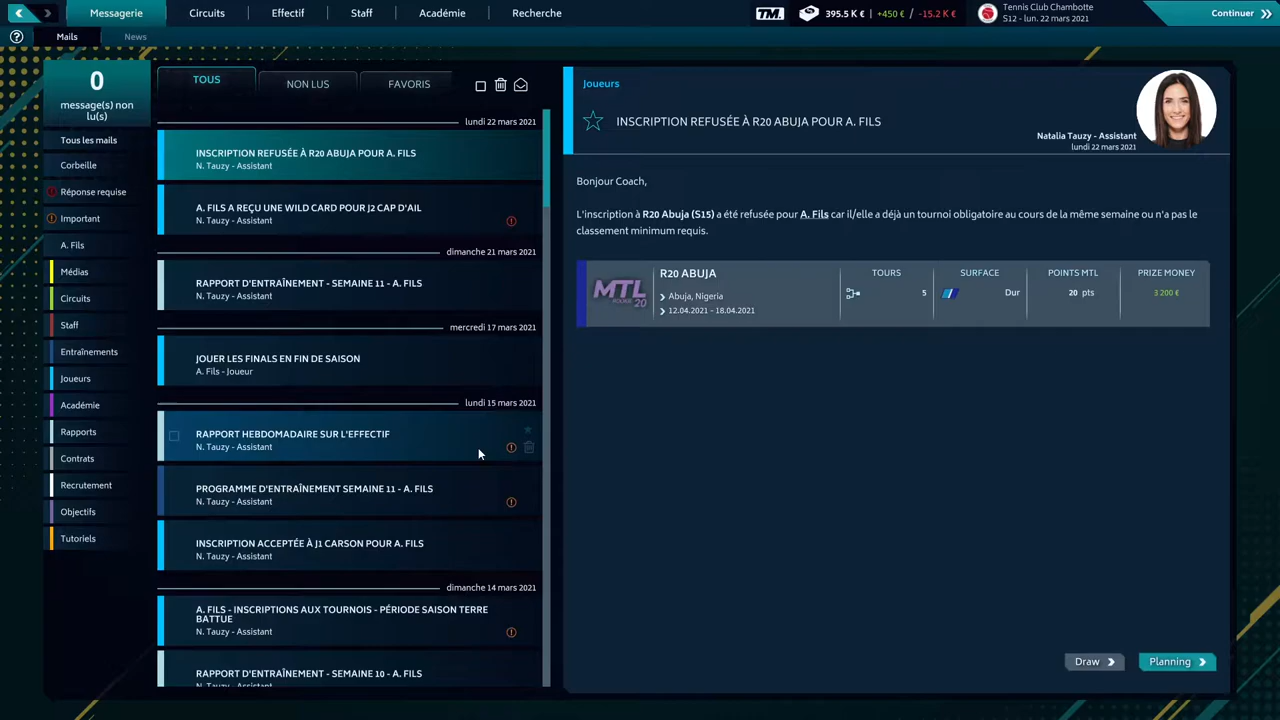 Messagerie
Circuits
Effectif
Staff
Académie
Recherche
TM.
395.5 K € | +450 € / -15.2 K €
Tennis Club Chambotte
S12 - lun. 22 mars 2021
Continuer
Mails
News
0
message(s) non
lu(s)
Tous les mails
Corbeille
Réponse requise
Important
A. Fils
Médias
Circuits
Staff
Entraînements
Joueurs
Académie
Rapports
Contrats
Recrutement
Objectifs
Tutoriels
TOUS
NON LUS
FAVORIS
lundi 22 mars 2021
INSCRIPTION REFUSÉE À R20 ABUJA POUR A. FILS
N. Tauzy - Assistant
A. FILS A REÇU UNE WILD CARD POUR J2 CAP D'AIL
N. Tauzy - Assistant
dimanche 21 mars 2021
RAPPORT D'ENTRAÎNEMENT - SEMAINE 11 - A. FILS
N. Tauzy - Assistant
mercredi 17 mars 2021
JOUER LES FINALS EN FIN DE SAISON
A. Fils - Joueur
lundi 15 mars 2021
RAPPORT HEBDOMADAIRE SUR L'EFFECTIF
N. Tauzy - Assistant
PROGRAMME D'ENTRAÎNEMENT SEMAINE 11 - A. FILS
N. Tauzy - Assistant
INSCRIPTION ACCEPTÉE À J1 CARSON POUR A. FILS
N. Tauzy - Assistant
dimanche 14 mars 2021
A. FILS - INSCRIPTIONS AUX TOURNOIS - PÉRIODE SAISON TERRE
BATTUE
N. Tauzy - Assistant
RAPPORT D'ENTRAÎNEMENT - SEMAINE 10 - A. FILS
N. Tauzy - Assistant
Joueurs
INSCRIPTION REFUSÉE À R20 ABUJA POUR A. FILS
Natalia Tauzy - Assistant
lundi 22 mars 2021
Bonjour Coach,
L'inscription à R20 Abuja (S15) a été refusée pour A. Fils car il/elle a déjà un tournoi obligatoire au cours de la même semaine ou n'a pas le
classement minimum requis.
MTL
20
R20 ABUJA
Abuja, Nigeria
12.04.2021 - 18.04.2021
TOURS
5
SURFACE
Dur
POINTS MTL
20 pts
PRIZE MONEY
3 200 €
Draw
Planning